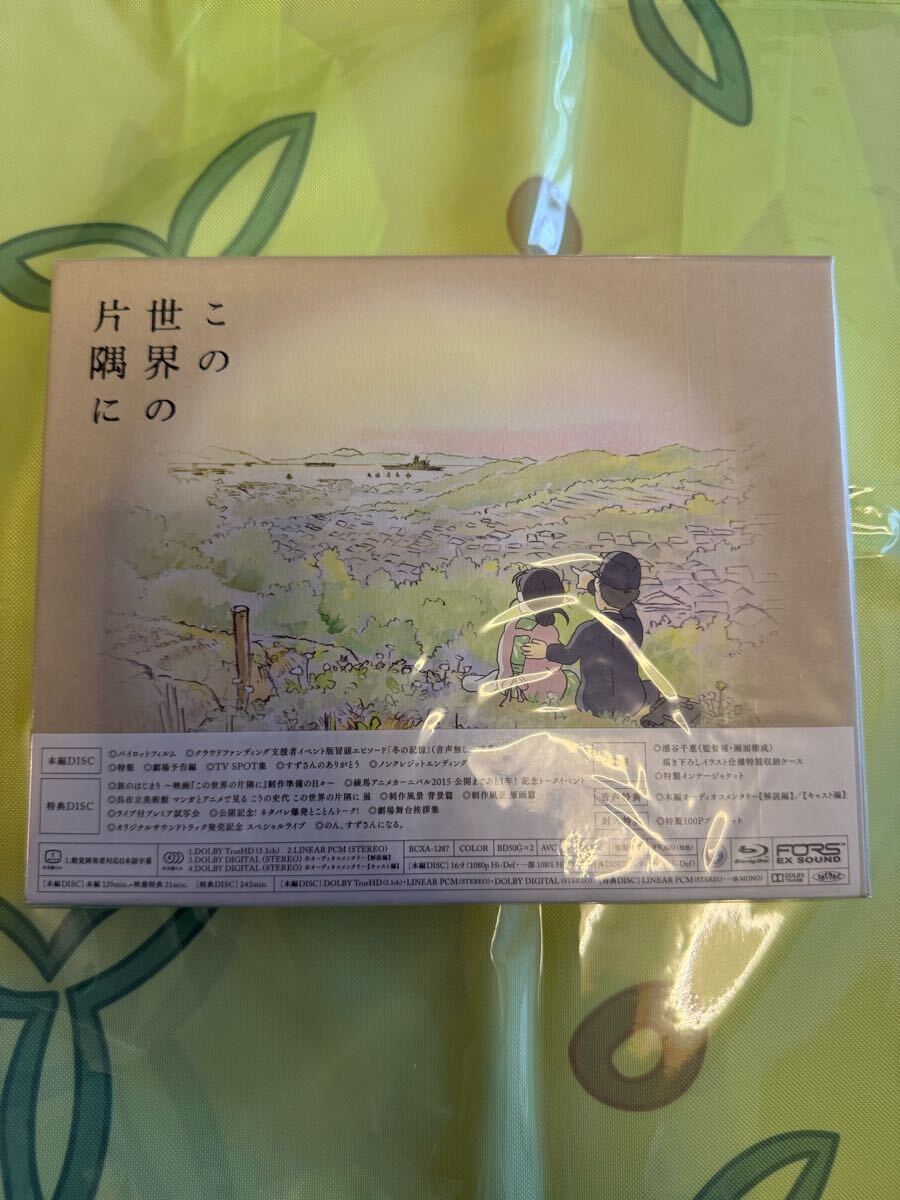 この
世界の
片隅に
本編DISC
◎パイロットフィルム ◎クラウドファンディング支援者イベント版冒頭エピソード「冬の記憶」(音声無し
◎特報 ◎劇場予告編 ◎TV SPOT集 ◎すずさんのありがとう ◎ノンクレジットエンディング
特典DISC
◎旅のはじまり ～映画「この世界の片隅に」制作準備の日々～ ◎練馬アニメカーニバル2015 公開まであと1年! 記念トークイベント
◎呉市立美術館 マンガとアニメで見る こうの史代 この世界の片隅に 展 ◎制作風景 背景篇 ◎制作風景 原画篇
◎ライブ付プレミア試写会 ◎公開記念! ネタバレ爆発とことんトーク! ◎劇場舞台挨拶集
◎オリジナルサウンドトラック発売記念 スペシャルライブ ◎のん、すずさんになる。
◎浦谷千恵(監督補・画面構成)
描き下ろしイラスト仕様特製収納ケース
◎特製インナージャケット
音声特典
◎本編オーディオコメンタリー【解説編】/【キャスト編】
封入特典
◎特製100Pブックレット
1.聴覚障害者対応日本語字幕
1.DOLBY TrueHD (5.1ch) 2.LINEAR PCM (STEREO)
3.DOLBY DIGITAL (STEREO) ※オーディオコメンタリー【解説編】
4.DOLBY DIGITAL (STEREO) ※オーディオコメンタリー【キャスト編】
BCXA-1287 COLOR BD50G×2 AVC
[本編DISC] 16:9 (1080p Hi-Def)・一部 1080i
Blu-ray Disc
FORS
EX SOUND
[本編DISC] 本編 129min.+映像特典 21min. [特典DISC] 243min.
[本編DISC] DOLBY TrueHD (5.1ch)・LINEAR PCM (STEREO)・DOLBY DIGITAL (STEREO) [特典DISC] LINEAR PCM (STEREO・一部MONO)
DOLBY
TRUEHD